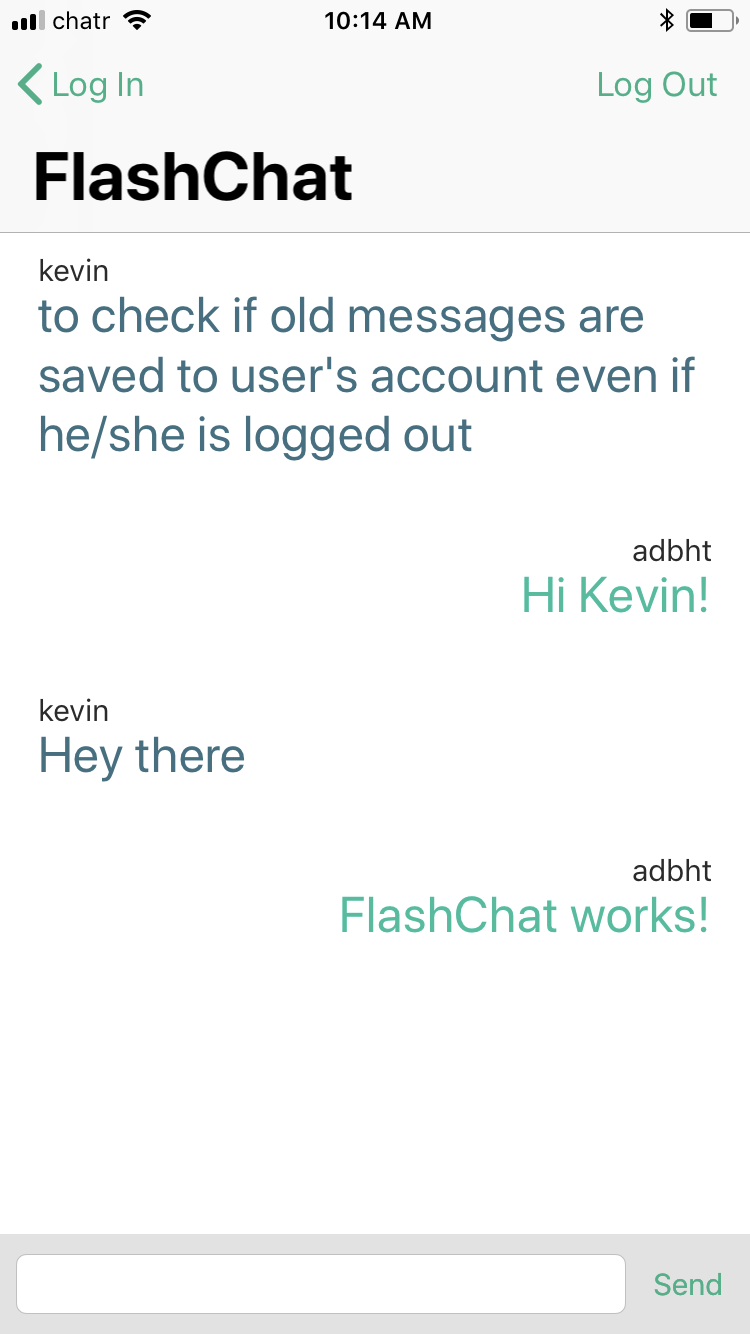 chatr 10:14 AM
Log In Log Out
FlashChat
kevin
to check if old messages are
saved to user's account even if
he/she is logged out
adbht
Hi Kevin!
kevin
Hey there
adbht
FlashChat works!
Send